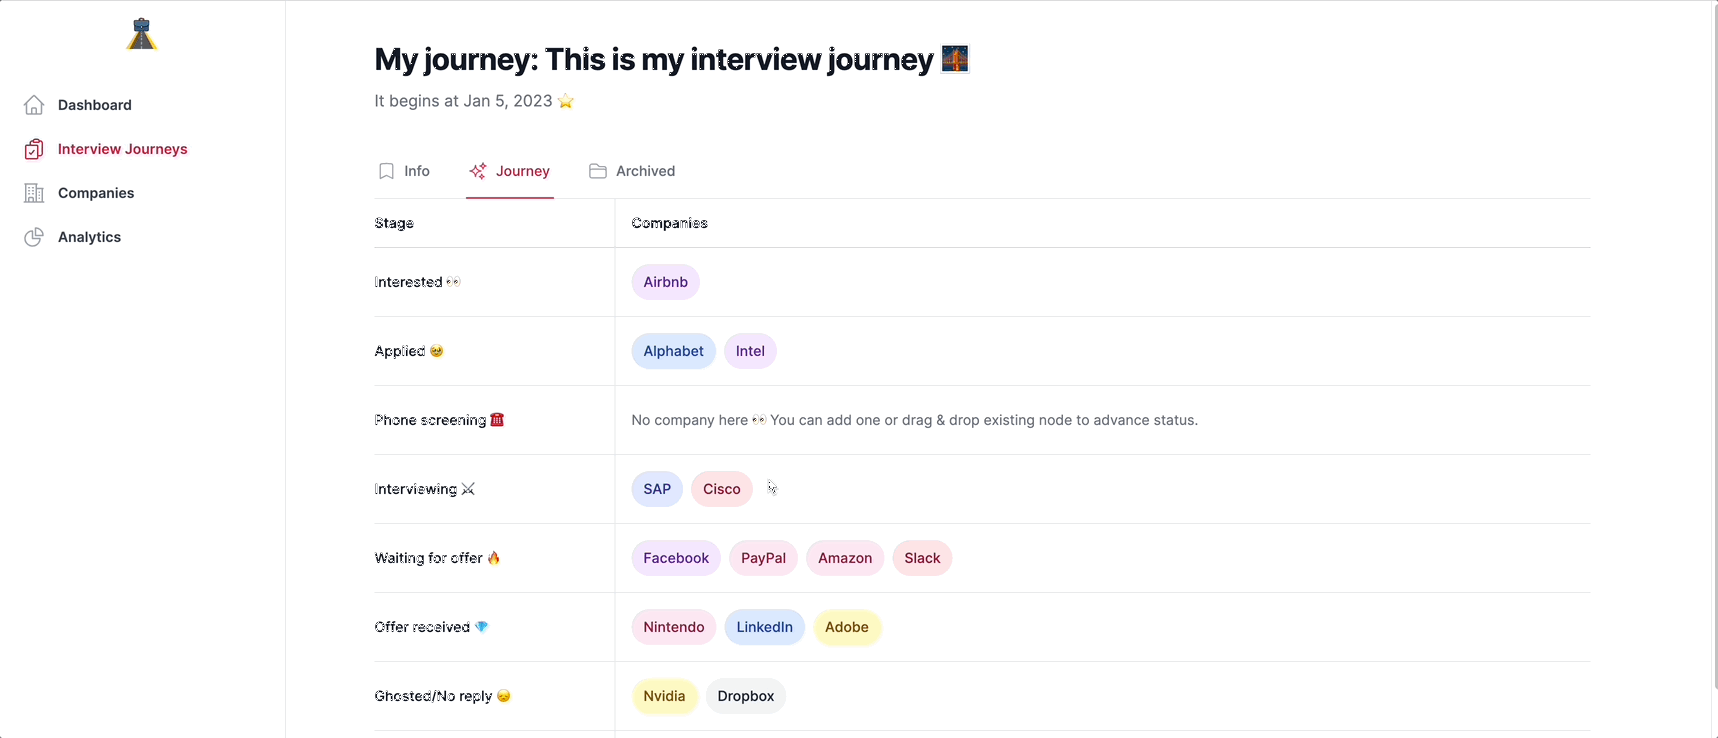 My journey: This is my interview journey 🌉
It begins at Jan 5, 2023 ⭐
Dashboard
Interview Journeys
Companies
Analytics
Info Journey Archived
Stage Companies
Interested 👀 Airbnb
Applied 🥹 Alphabet Intel
Phone screening ☎️ No company here 👀 You can add one or drag & drop existing node to advance status.
Interviewing ⚔ SAP Cisco
Waiting for offer 🔥 Facebook PayPal Amazon Slack
Offer received 💎 Nintendo LinkedIn Adobe
Ghosted/No reply 😞 Nvidia Dropbox